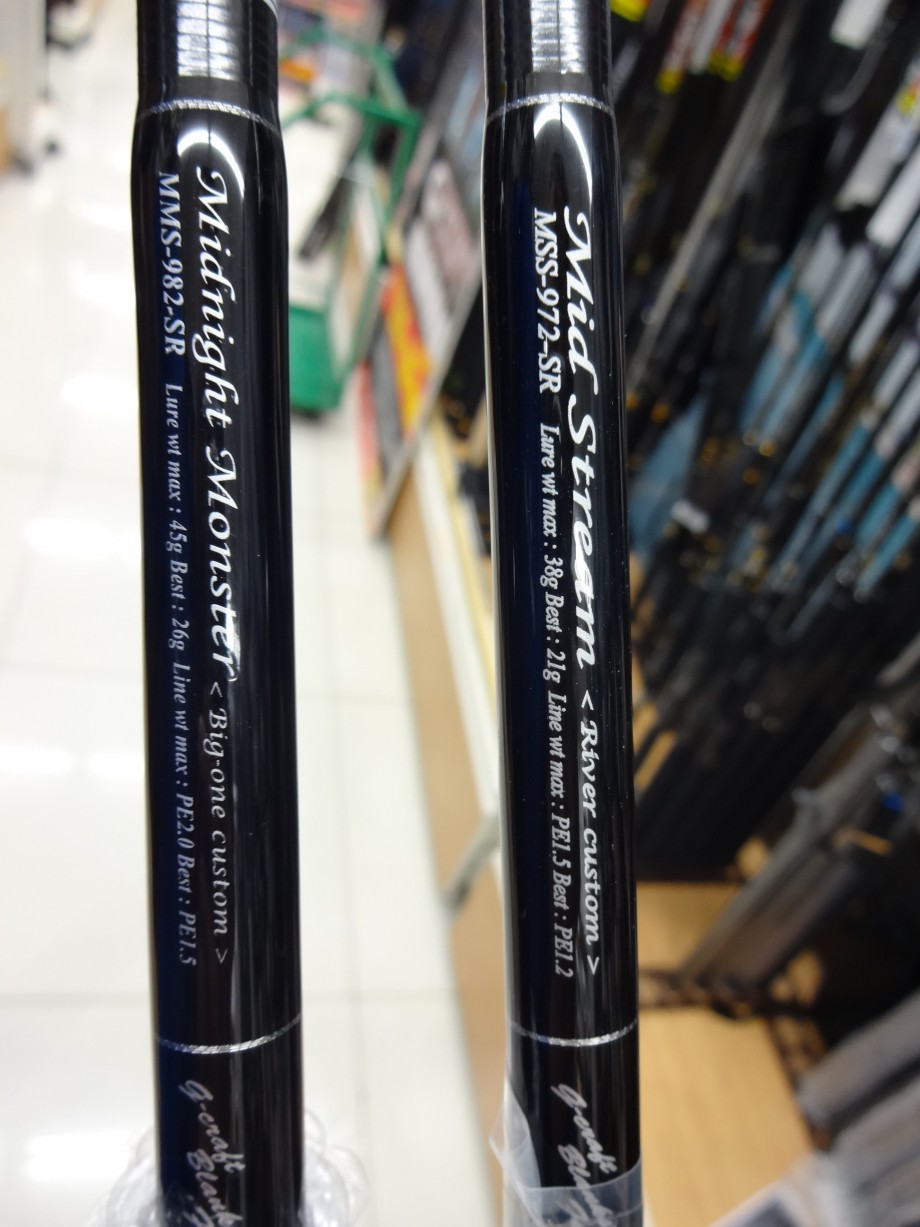 Midnight Monster < Big-one custom >
MMS-982-SR Lure wt max : 45g Best : 26g Line wt max : PE2.0 Best : PE1.5
g-craft
Blank
Mid Stream < River custom >
MSS-972-SR Lure wt max : 38g Best : 21g Line wt max : PE1.5 Best : PE1.2
g-craft